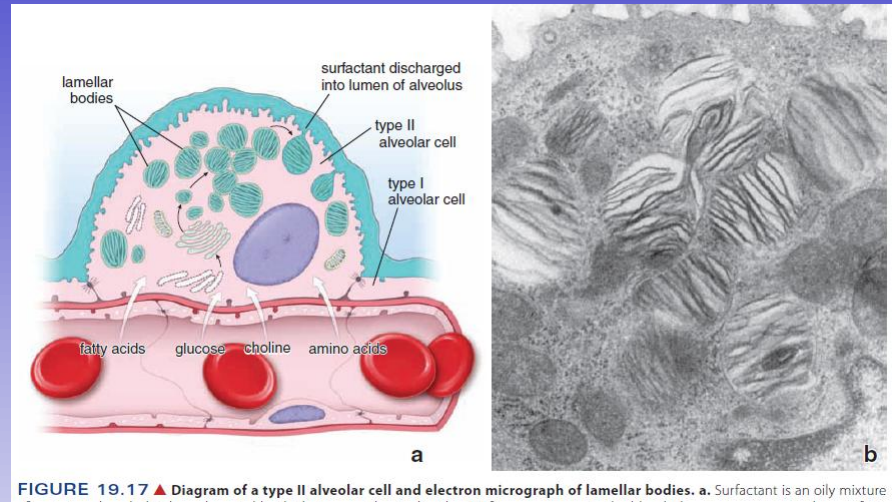 lamellar
bodies
surfactant discharged
into lumen of alveolus
type II
alveolar cell
type I
alveolar cell
fatty acids
glucose
choline
amino acids
a
b
FIGURE 19.17 ▲ Diagram of a type II alveolar cell and electron micrograph of lamellar bodies. a. Surfactant is an oily mixture